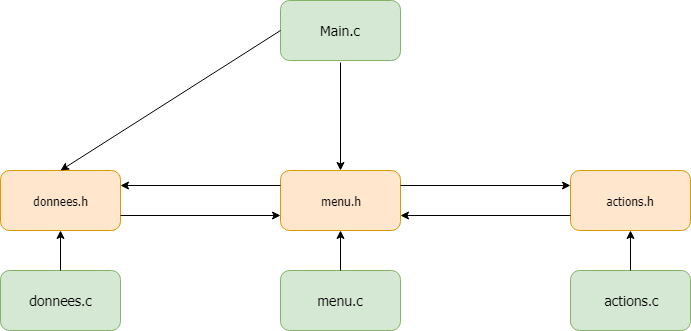 Main.c
donnees.h
menu.h
actions.h
donnees.c
menu.c
actions.c